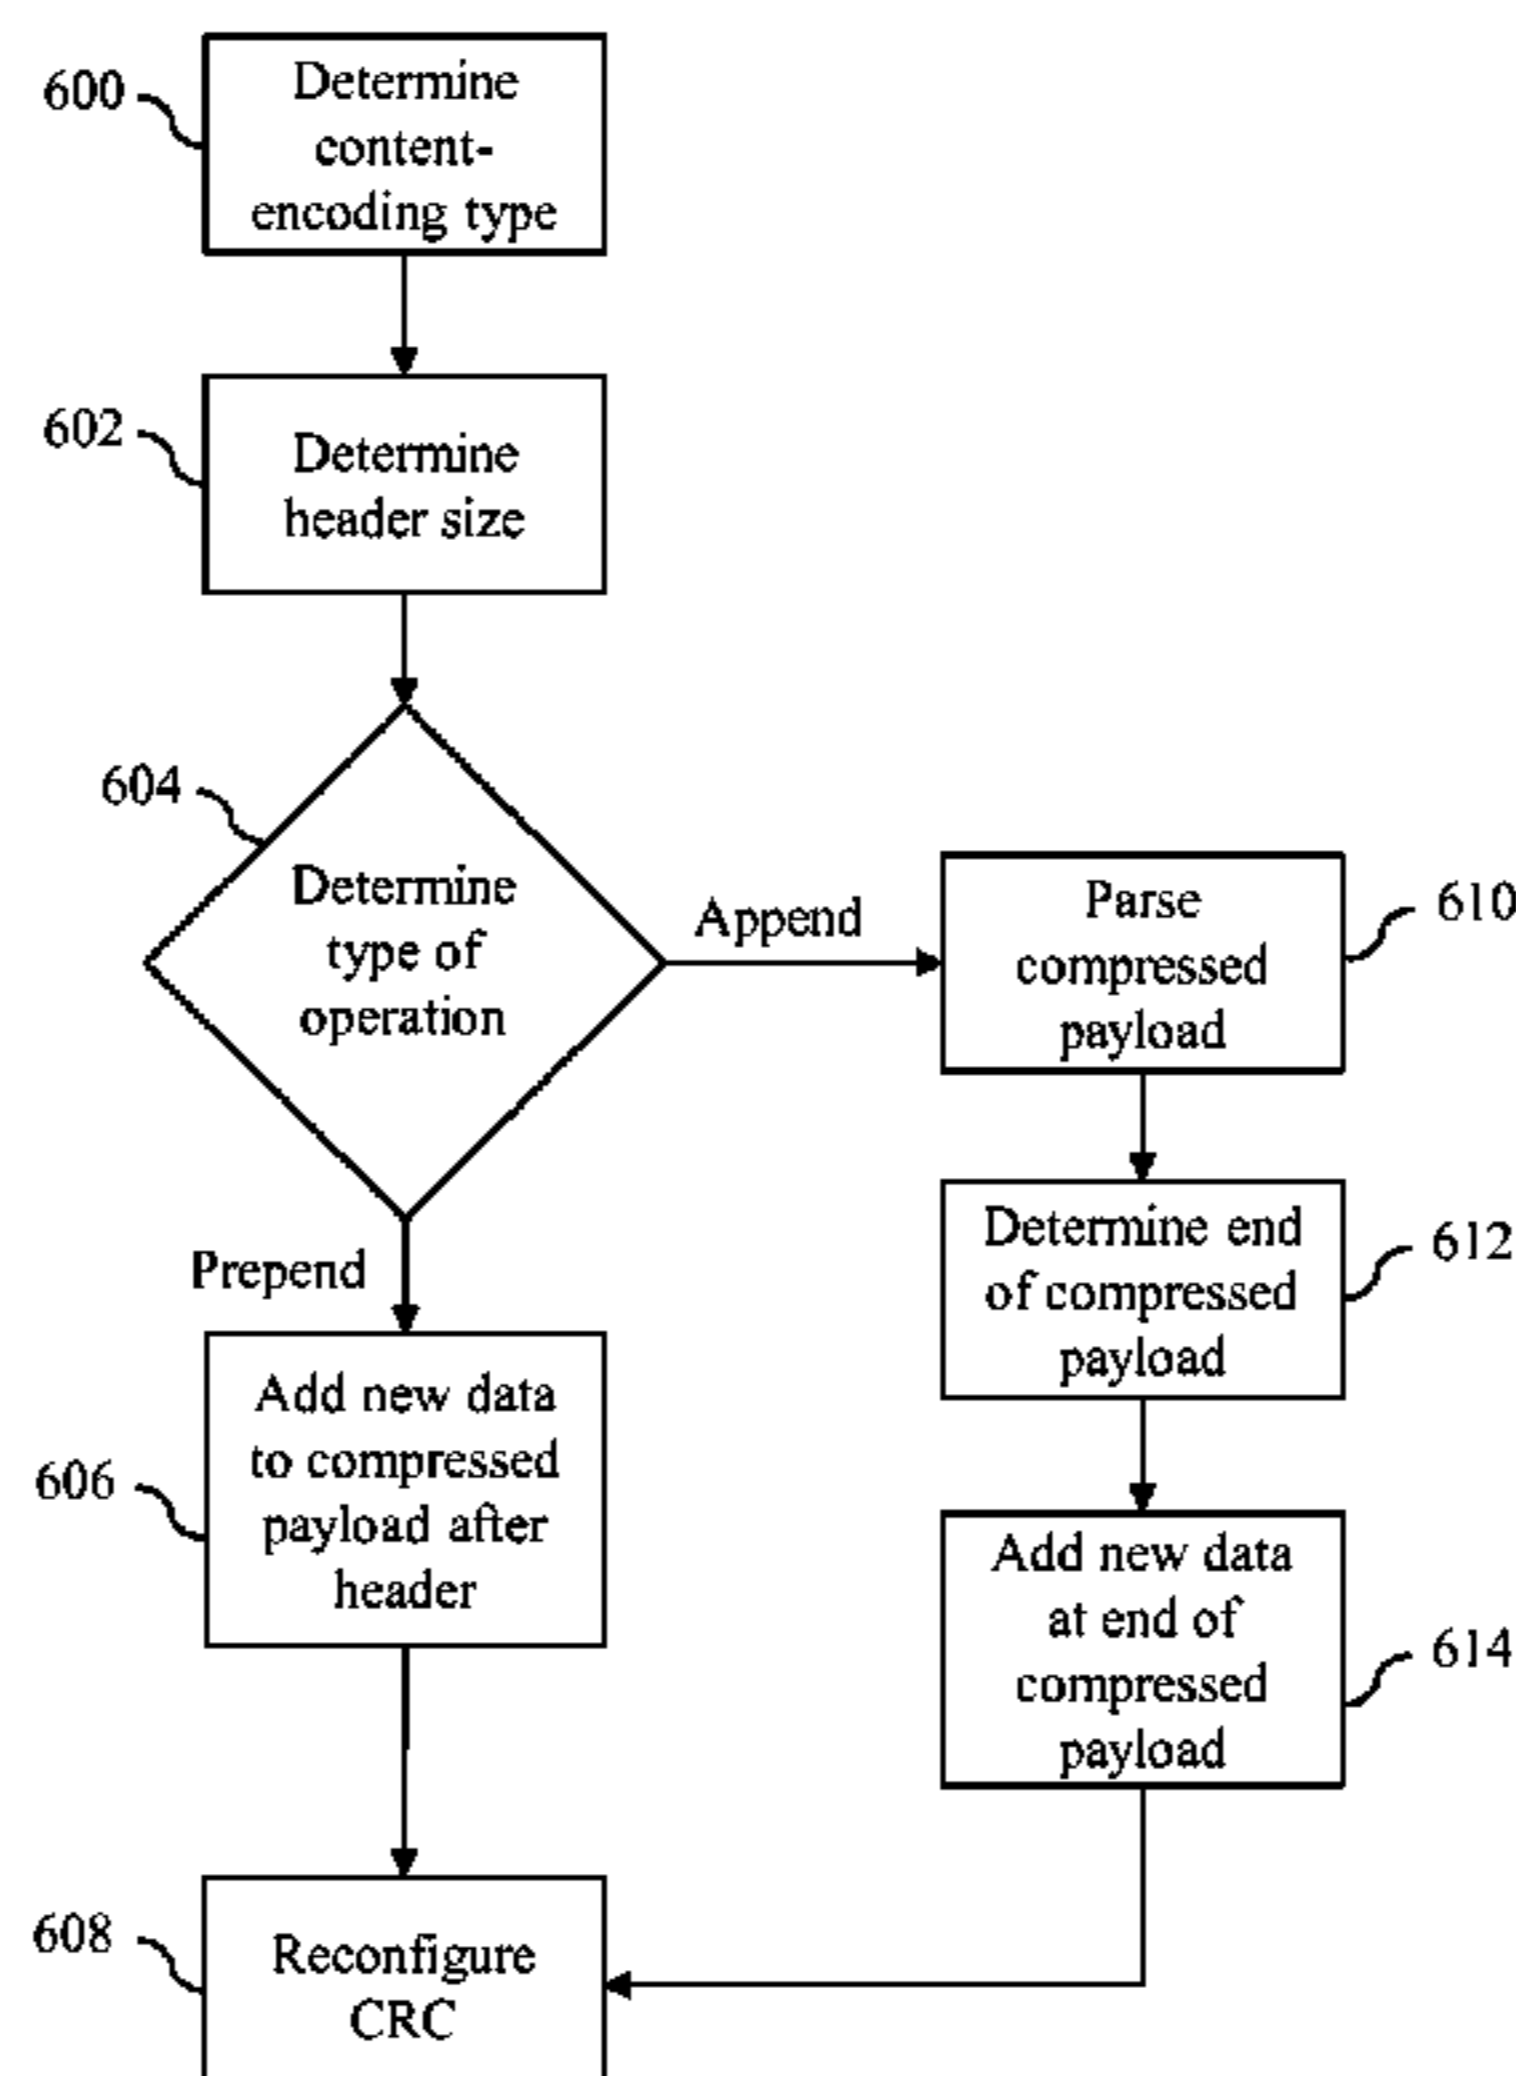 600
Determine
content-
encoding type
602
Determine
header size
604
Determine
type of
operation
Append
Parse
compressed
payload
610
Determine end
of compressed
payload
612
Prepend
Add new data
to compressed
payload after
header
606
Add new data
at end of
compressed
payload
614
608
Reconfigure
CRC